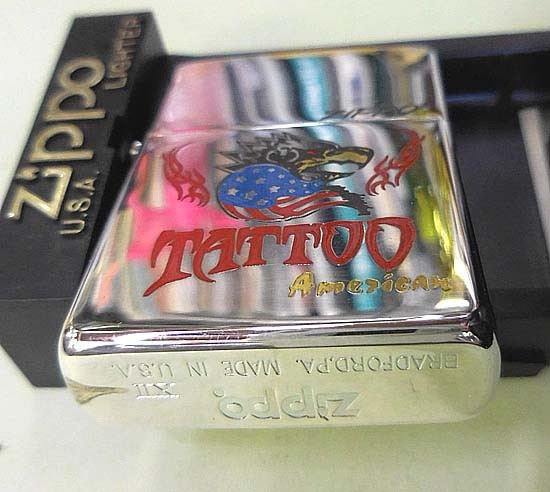 Zippo
LIGHTER
U.S.A.
TATTOO
American
BRADFORD, PA. MADE IN U.S.A.
Zippo
XII